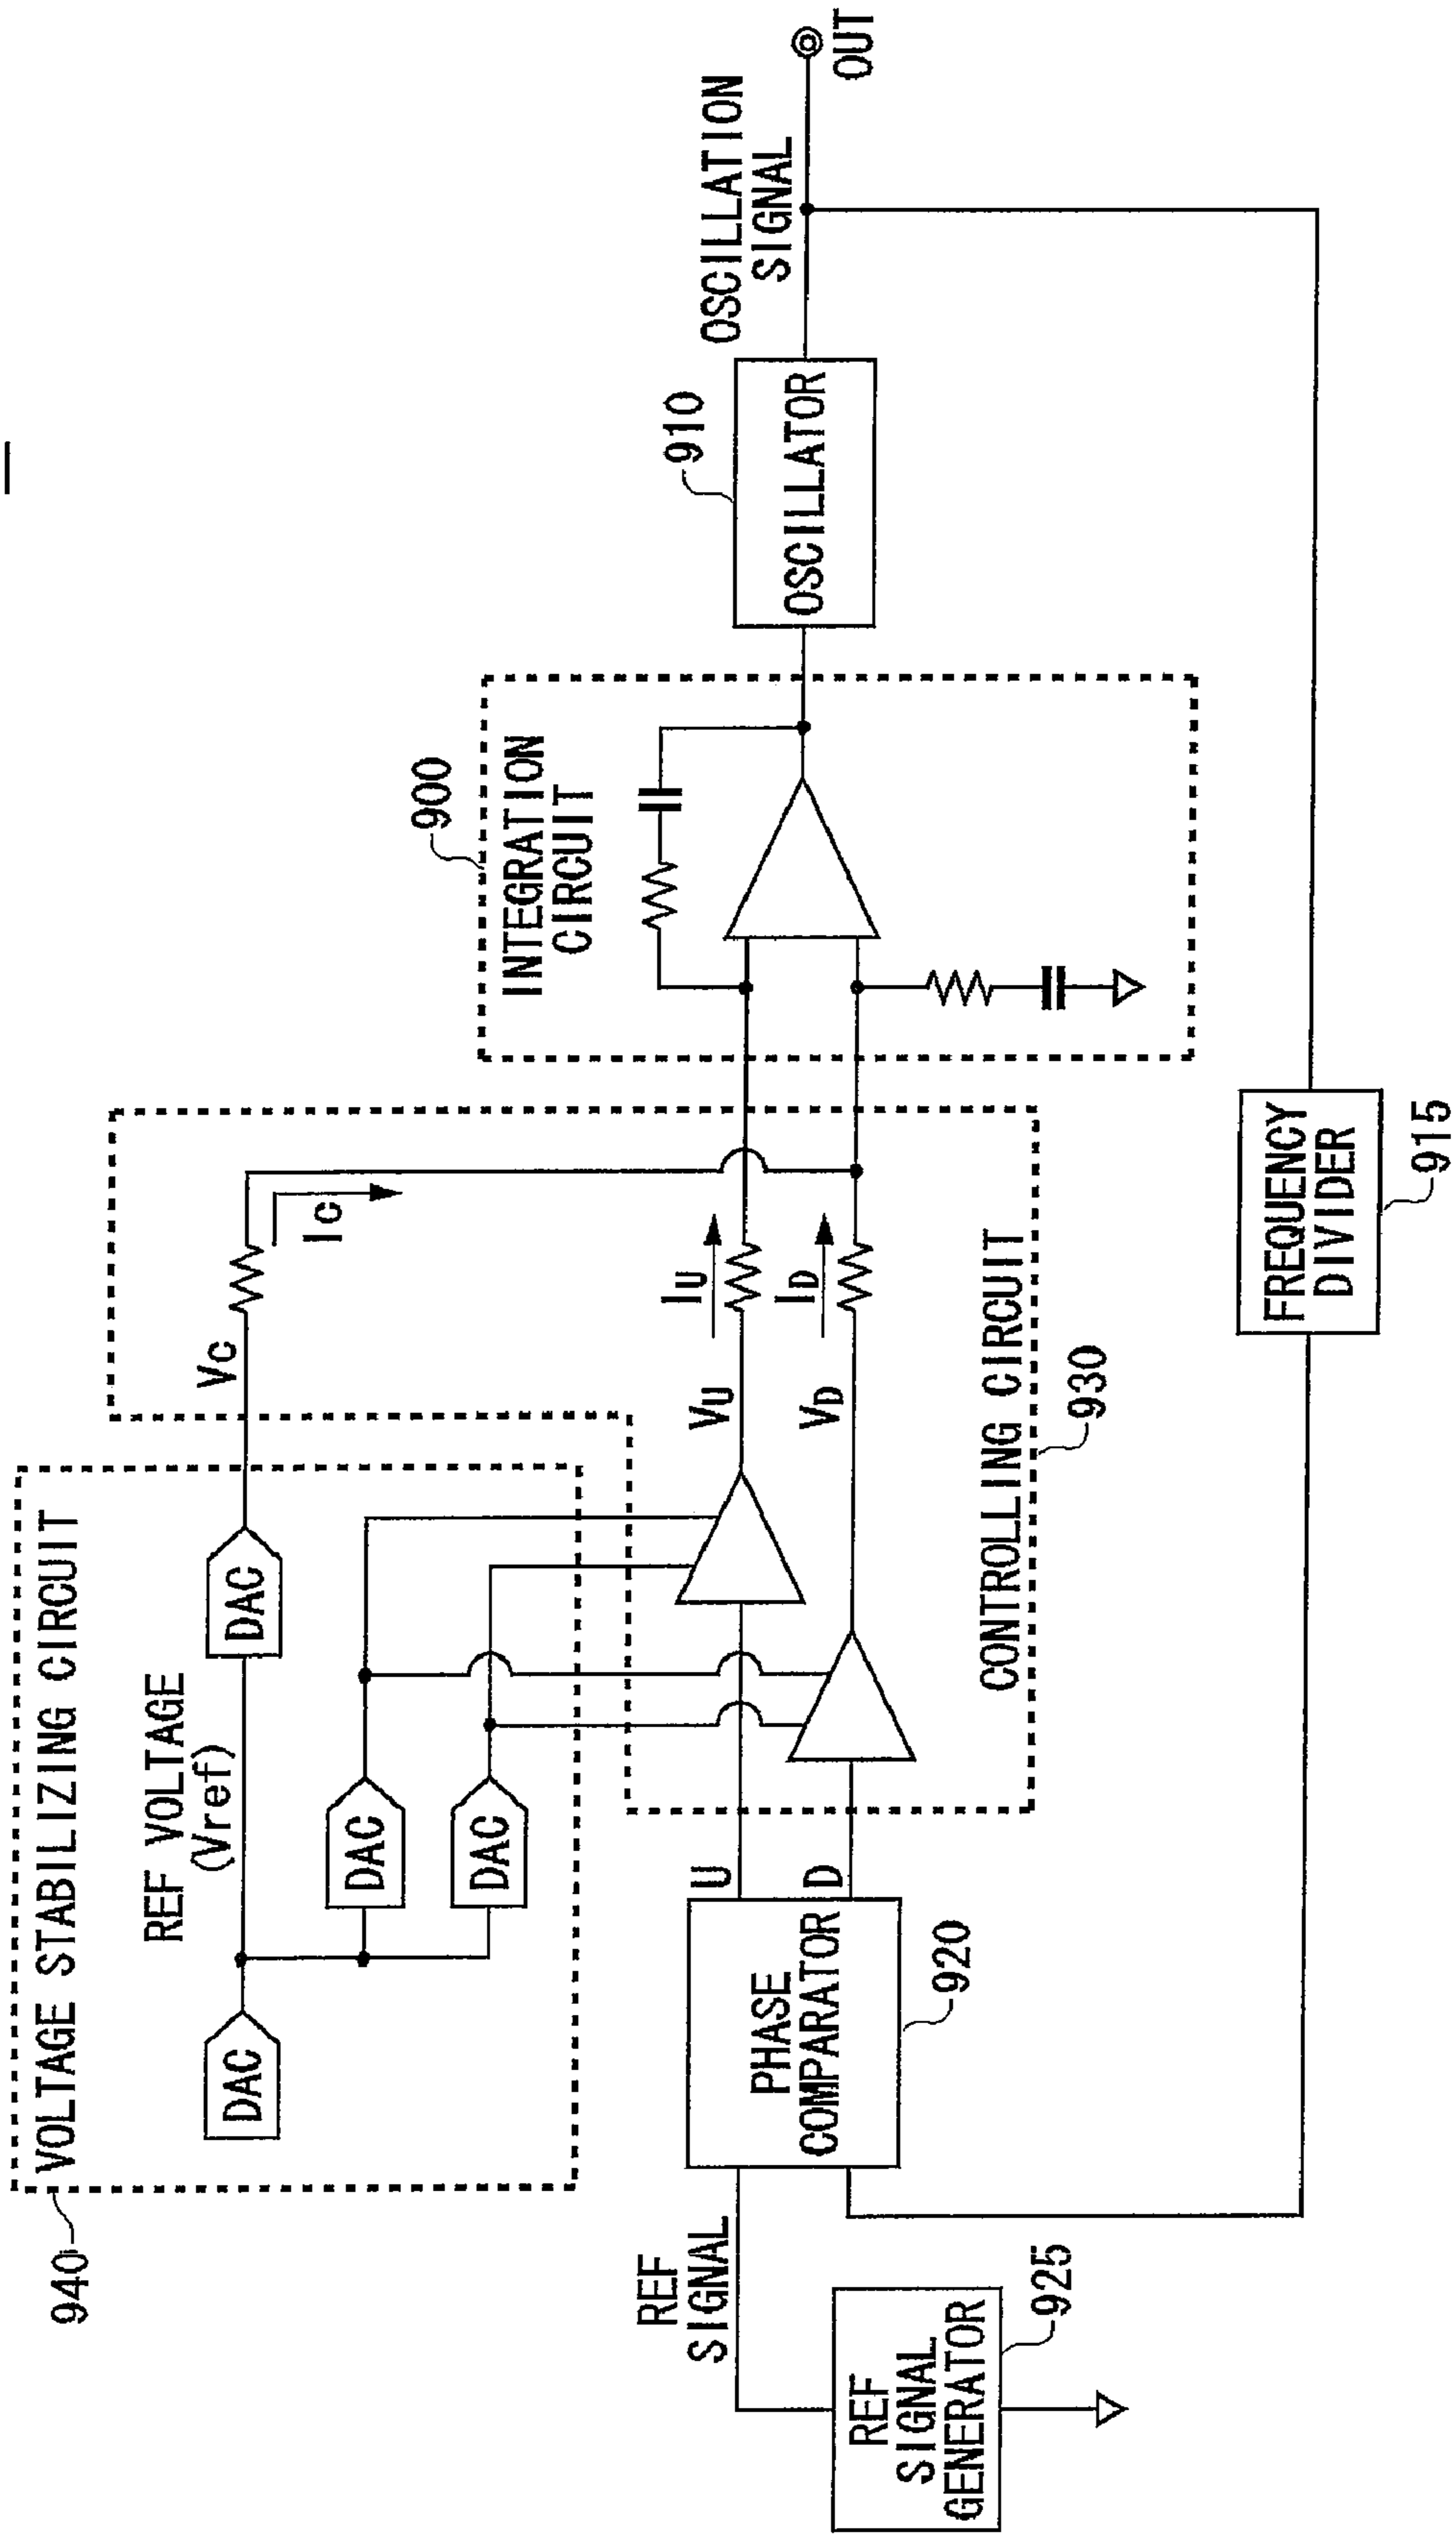 940
VOLTAGE STABILIZING CIRCUIT
DAC
REF VOLTAGE
(Vref)
DAC
DAC
DAC
VC
IC
VU
IU
VD
ID
CONTROLLING CIRCUIT
930
900
INTEGRATION
CIRCUIT
910
OSCILLATOR
OSCILLATION
SIGNAL
OUT
REF
SIGNAL
REF
SIGNAL
GENERATOR
925
PHASE
COMPARATOR
920
U
D
FREQUENCY
DIVIDER
915